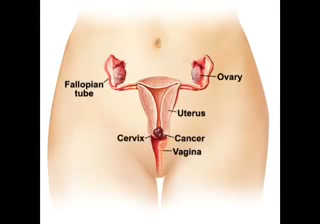 Fallopian
tube
Ovary
Uterus
Cervix
Cancer
Vagina